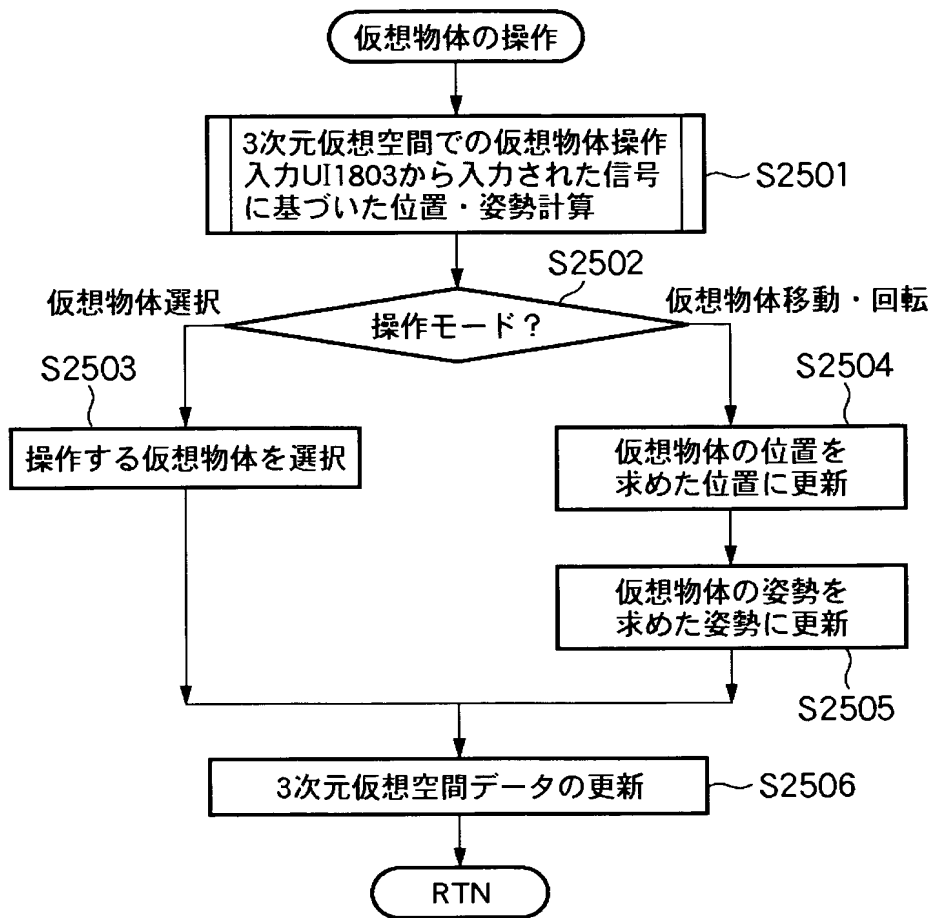 仮想物体の操作
3次元仮想空間での仮想物体操作
入力UI1803から入力された信号
に基づいた位置・姿勢計算
S2501
S2502
操作モード?
仮想物体選択
仮想物体移動・回転
S2503
操作する仮想物体を選択
S2504
仮想物体の位置を
求めた位置に更新
仮想物体の姿勢を
求めた姿勢に更新
S2505
3次元仮想空間データの更新
S2506
RTN